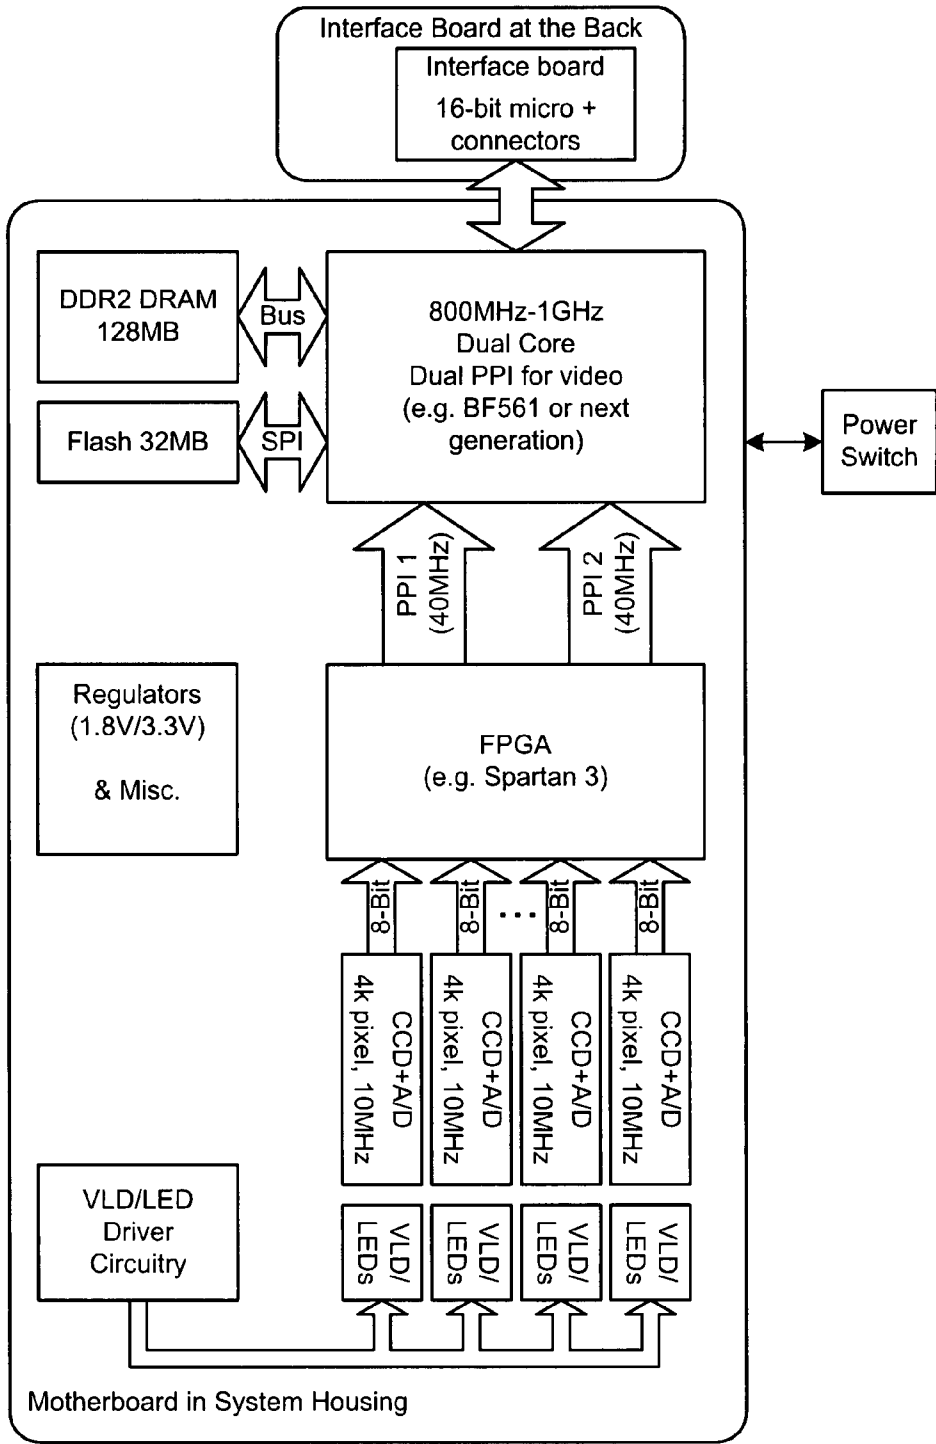 Interface Board at the Back
Interface board
16-bit micro +
connectors
DDR2 DRAM
128MB
Bus
800MHz-1GHz
Dual Core
Dual PPI for video
(e.g. BF561 or next
generation)
Flash 32MB
SPI
Power
Switch
PPI 1
(40MHz)
PPI 2
(40MHz)
Regulators
(1.8V/3.3V)
& Misc.
FPGA
(e.g. Spartan 3)
8-Bit
8-Bit
...
8-Bit
8-Bit
CCD+A/D
4k pixel, 10MHz
CCD+A/D
4k pixel, 10MHz
CCD+A/D
4k pixel, 10MHz
CCD+A/D
4k pixel, 10MHz
VLD/LED
Driver
Circuitry
VLD/
LEDs
VLD/
LEDs
VLD/
LEDs
VLD/
LEDs
Motherboard in System Housing